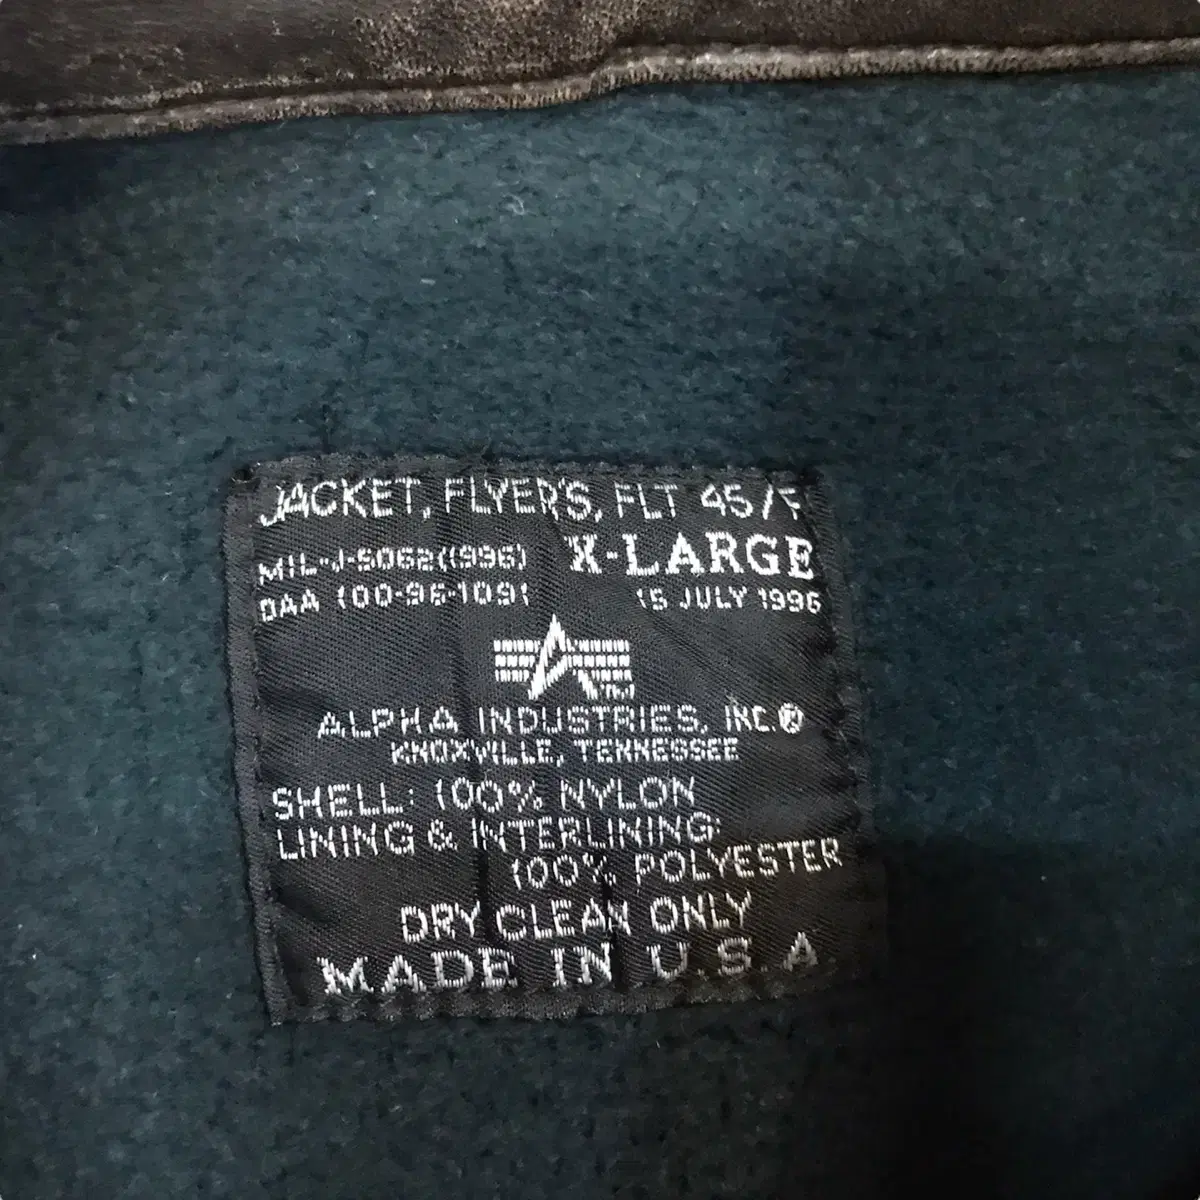 JACKET, FLYER'S, FLT 45/F
MIL-J-5062(1996) X-LARGE
DAA 100-96-1091 15 JULY 1996
A TM
ALPHA INDUSTRIES, INC.®
KNOXVILLE, TENNESSEE
SHELL: 100% NYLON
LINING & INTERLINING:
100% POLYESTER
DRY CLEAN ONLY
MADE IN U.S.A.